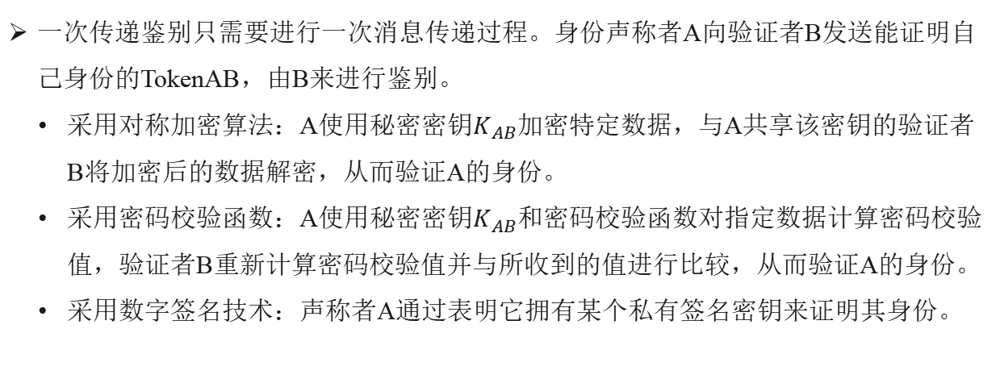 ➢ 一次传递鉴别只需要进行一次消息传递过程。身份声称者A向验证者B发送能证明自
己身份的TokenAB，由B来进行鉴别。
• 采用对称加密算法：A使用秘密密钥K_AB加密特定数据，与A共享该密钥的验证者
B将加密后的数据解密，从而验证A的身份。
• 采用密码校验函数：A使用秘密密钥K_AB和密码校验函数对指定数据计算密码校验
值，验证者B重新计算密码校验值并与所收到的值进行比较，从而验证A的身份。
• 采用数字签名技术：声称者A通过表明它拥有某个私有签名密钥来证明其身份。